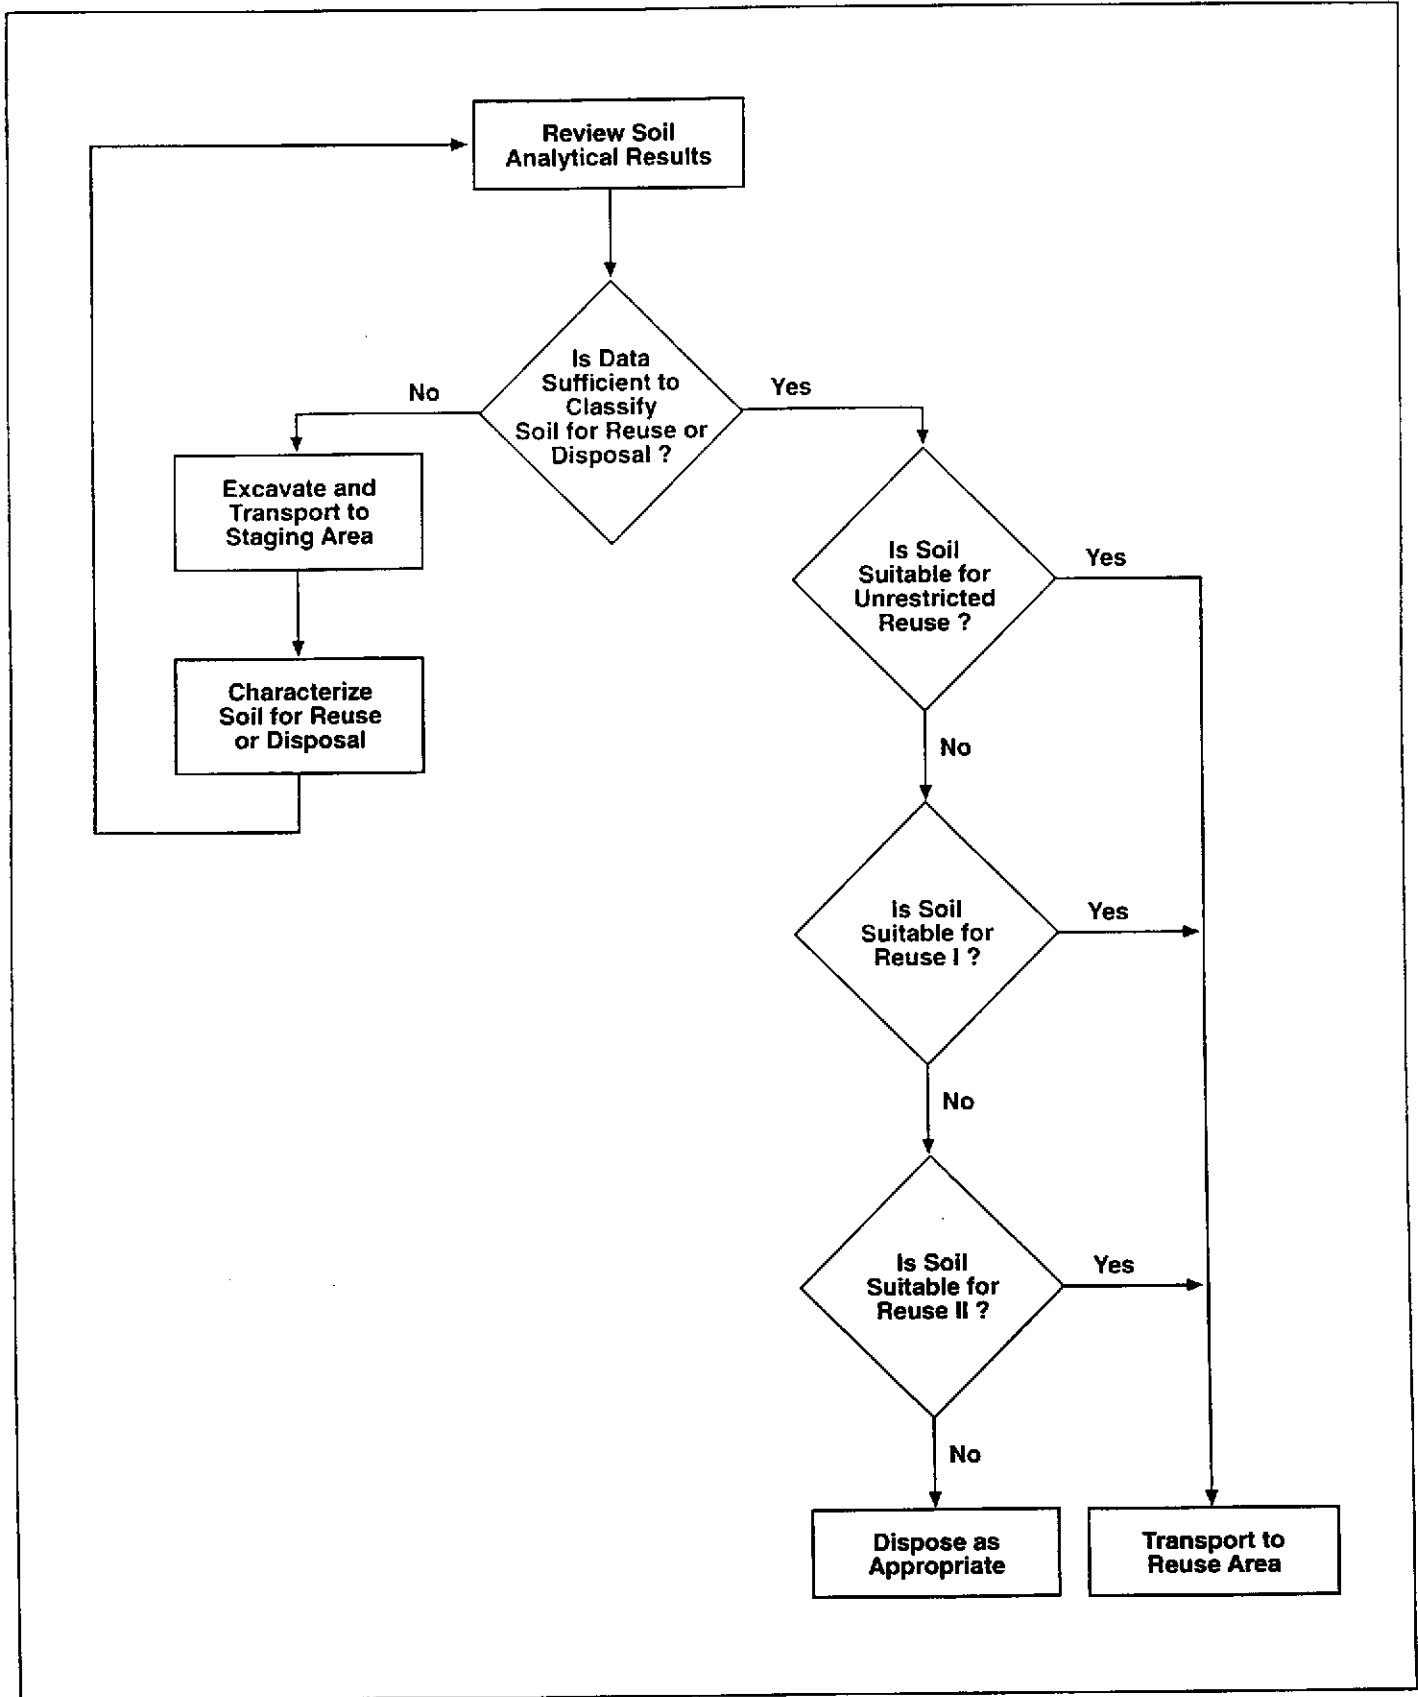 Review Soil
Analytical Results
Is Data
Sufficient to
Classify
Soil for Reuse or
Disposal ?
No
Yes
Excavate and
Transport to
Staging Area
Characterize
Soil for Reuse
or Disposal
Is Soil
Suitable for
Unrestricted
Reuse ?
Yes
No
Is Soil
Suitable for
Reuse I ?
Yes
No
Is Soil
Suitable for
Reuse II ?
Yes
No
Dispose as
Appropriate
Transport to
Reuse Area